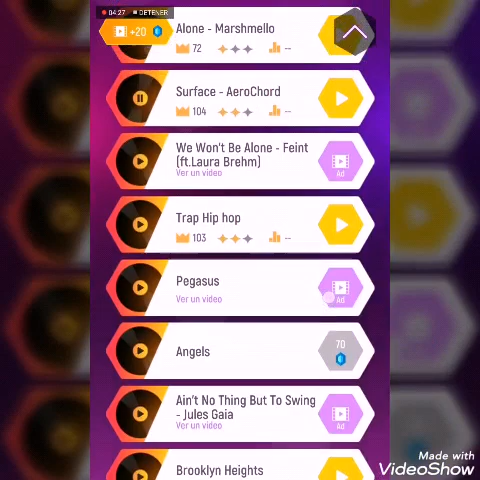 04:27 DETENER
+20
Alone - Marshmello
72 --
Surface - AeroChord
104 --
We Won't Be Alone - Feint
(ft.Laura Brehm)
Ver un video
Ad
Trap Hip hop
103 --
Pegasus
Ver un video
Ad
Angels
70
Ain't No Thing But To Swing
- Jules Gaia
Ver un video
Ad
Brooklyn Heights
Made with
VideoShow